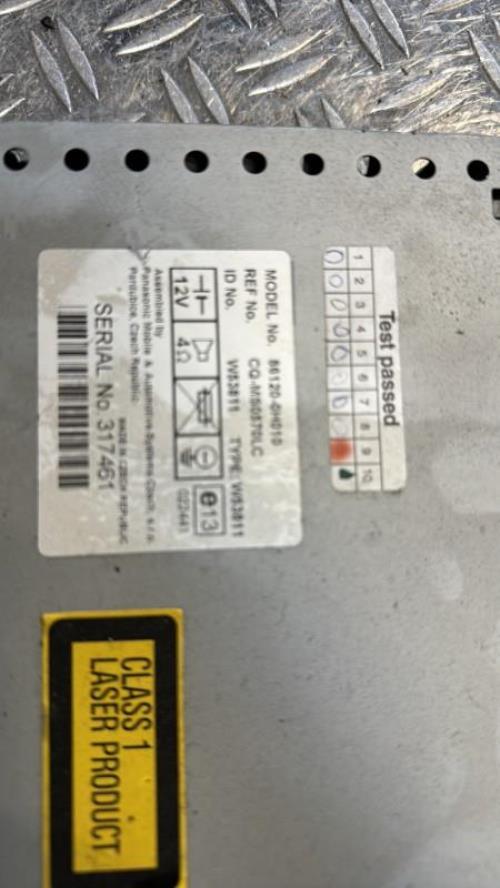 Test passed
1 2 3 4 5 6 7 8 9 10
MODEL No. 86120-0H010
REF No. CQ-MS0570LC
ID No. W53811 TYPE: W53811
12V 4Ω e13
022441
Assembled by
Panasonic Mobile & Automotive Systems Czech, s.r.o.
Pardubice, Czech Republic
MADE IN CZECH REPUBLIC
SERIAL No. 317461
CLASS 1
LASER PRODUCT